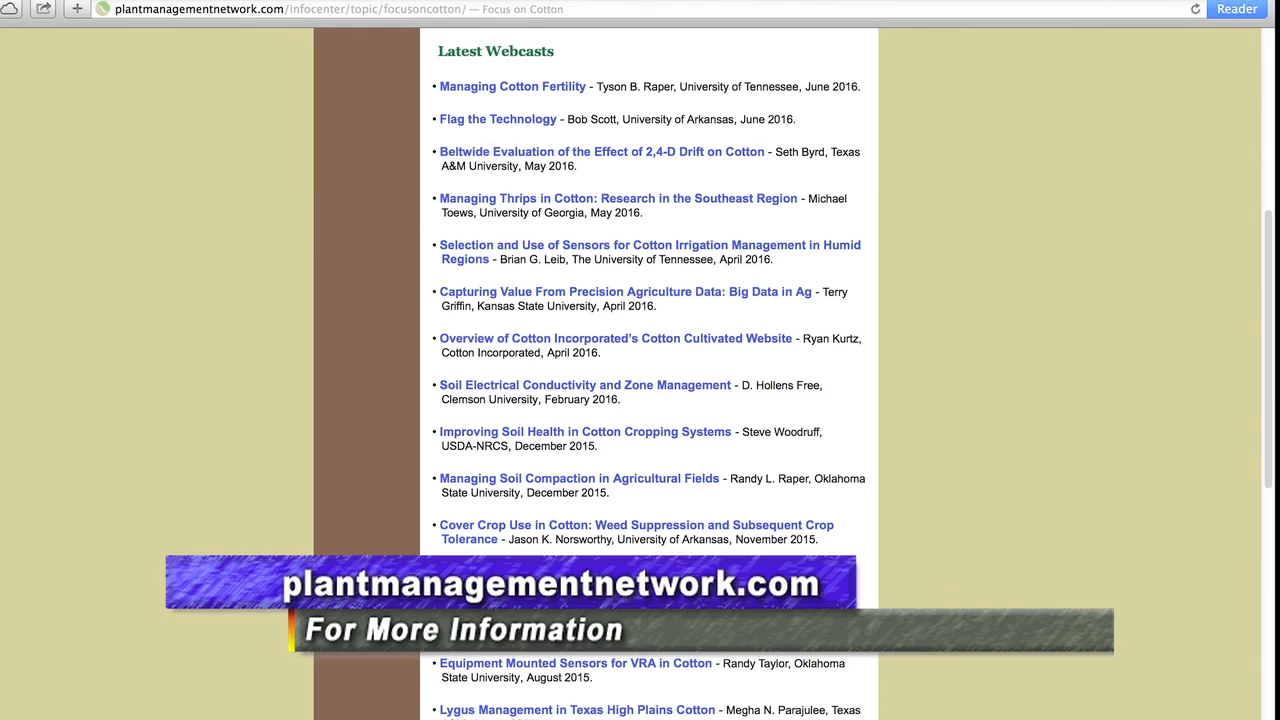 plantmanagementnetwork.com/infocenter/topic/focusoncotton/ — Focus on Cotton
Reader
Latest Webcasts
• Managing Cotton Fertility - Tyson B. Raper, University of Tennessee, June 2016.
• Flag the Technology - Bob Scott, University of Arkansas, June 2016.
• Beltwide Evaluation of the Effect of 2,4-D Drift on Cotton - Seth Byrd, Texas
A&M University, May 2016.
• Managing Thrips in Cotton: Research in the Southeast Region - Michael
Toews, University of Georgia, May 2016.
• Selection and Use of Sensors for Cotton Irrigation Management in Humid
Regions - Brian G. Leib, The University of Tennessee, April 2016.
• Capturing Value From Precision Agriculture Data: Big Data in Ag - Terry
Griffin, Kansas State University, April 2016.
• Overview of Cotton Incorporated's Cotton Cultivated Website - Ryan Kurtz,
Cotton Incorporated, April 2016.
• Soil Electrical Conductivity and Zone Management - D. Hollens Free,
Clemson University, February 2016.
• Improving Soil Health in Cotton Cropping Systems - Steve Woodruff,
USDA-NRCS, December 2015.
• Managing Soil Compaction in Agricultural Fields - Randy L. Raper, Oklahoma
State University, December 2015.
• Cover Crop Use in Cotton: Weed Suppression and Subsequent Crop
Tolerance - Jason K. Norsworthy, University of Arkansas, November 2015.
plantmanagementnetwork.com
For More Information
• Equipment Mounted Sensors for VRA in Cotton - Randy Taylor, Oklahoma
State University, August 2015.
• Lygus Management in Texas High Plains Cotton - Megha N. Parajulee, Texas